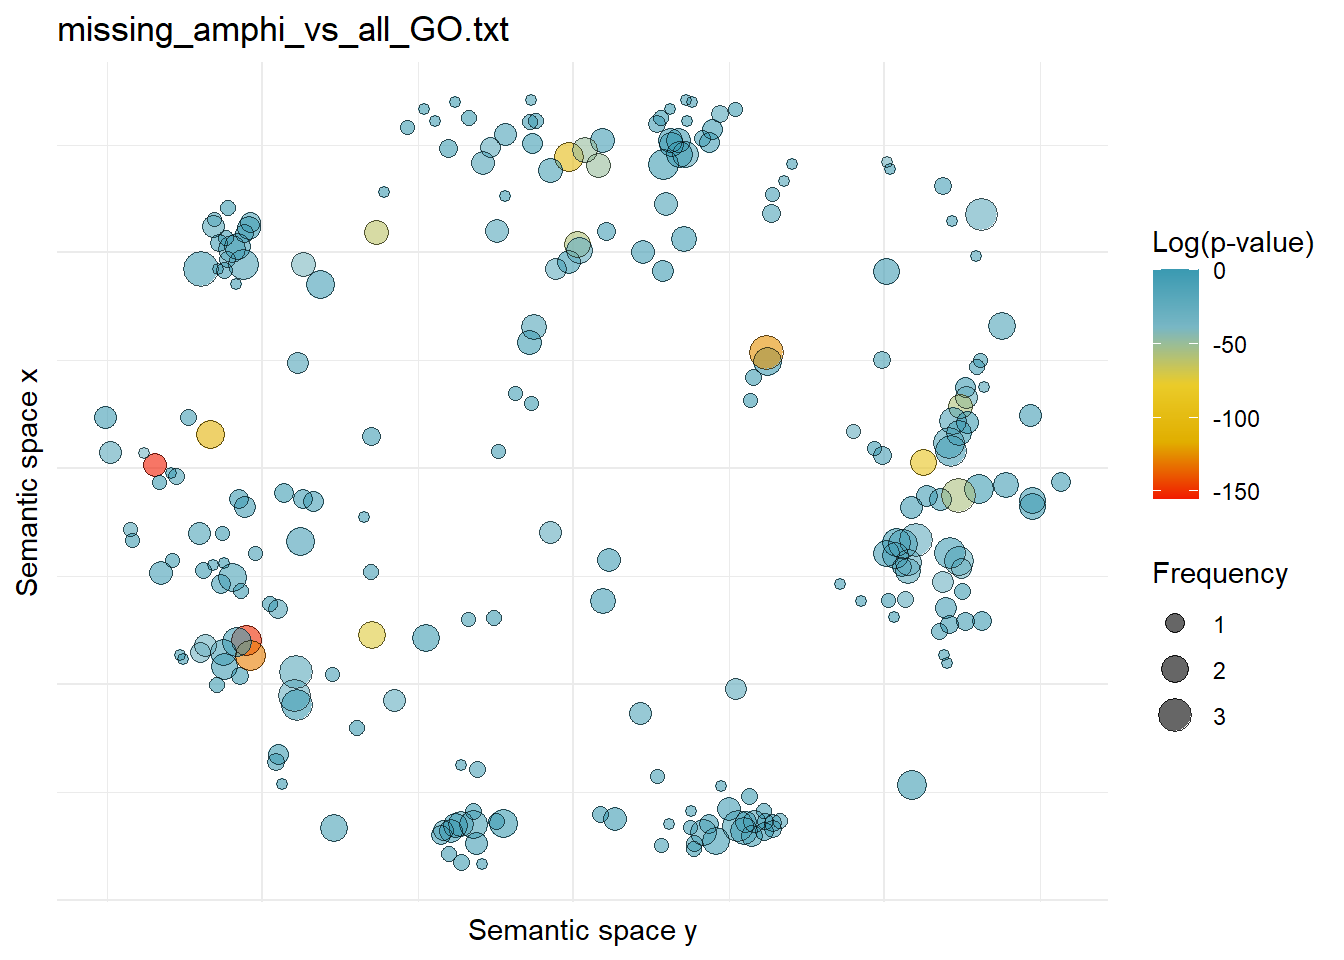 missing_amphi_vs_all_GO.txt
Semantic space x
Semantic space y
Log(p-value)
0
-50
-100
-150
Frequency
1
2
3